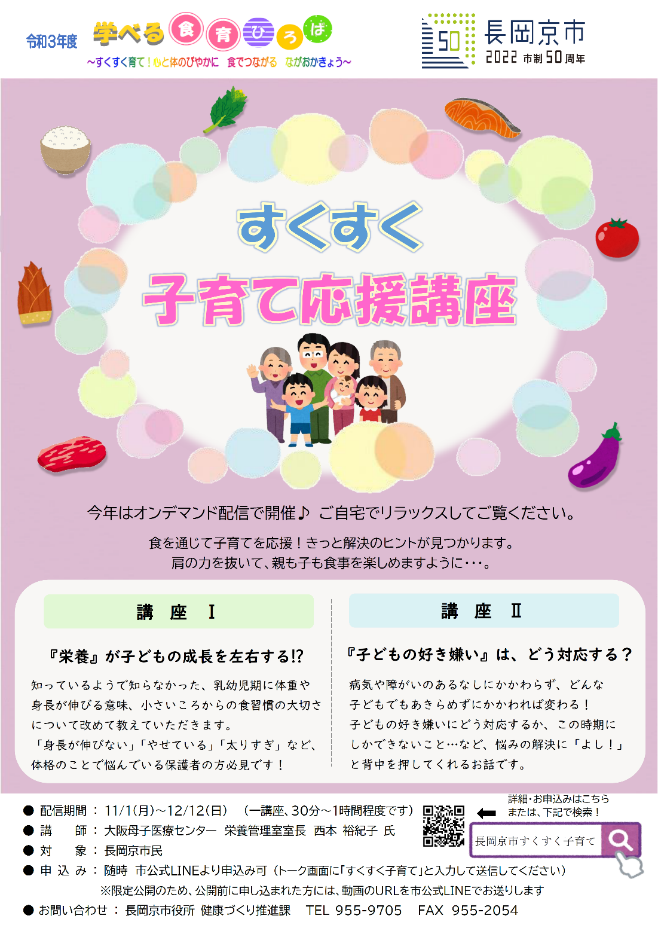 令和3年度 学べる食育ひろば
～すくすく育て！心と体のびやかに 食でつながる ながおかきょう～
50 長岡京市
2022 市制50周年
すくすく
子育て応援講座
今年はオンデマンド配信で開催♪ ご自宅でリラックスしてご覧ください。
食を通じて子育てを応援！きっと解決のヒントが見つかります。
肩の力を抜いて、親も子も食事を楽しめますように・・・。
講 座 Ⅰ
『栄養』が子どもの成長を左右する!?
知っているようで知らなかった、乳幼児期に体重や
身長が伸びる意味、小さいころからの食習慣の大切さ
について改めて教えていただきます。
「身長が伸びない」「やせている」「太りすぎ」など、
体格のことで悩んでいる保護者の方必見です！
講 座 Ⅱ
『子どもの好き嫌い』は、どう対応する？
病気や障がいのあるなしにかかわらず、どんな
子どもでもあきらめずにかかわれば変わる！
子どもの好き嫌いにどう対応するか、この時期に
しかできないこと…など、悩みの解決に「よし！」
と背中を押してくれるお話です。
● 配信期間 ： 11/1(月)～12/12(日) （一講座、30分～1時間程度です）
● 講 師 ： 大阪母子医療センター 栄養管理室室長 西本 裕紀子 氏
● 対 象 ： 長岡京市民
● 申 込 み ： 随時 市公式LINEより申込み可（トーク画面に「すくすく子育て」と入力して送信してください）
※限定公開のため、公開前に申し込まれた方には、動画のURLを市公式LINEでお送りします
● お問い合わせ ： 長岡京市役所 健康づくり推進課 TEL 955-9705 FAX 955-2054
詳細・お申込みはこちら
または、下記で検索！
長岡京市すくすく子育て